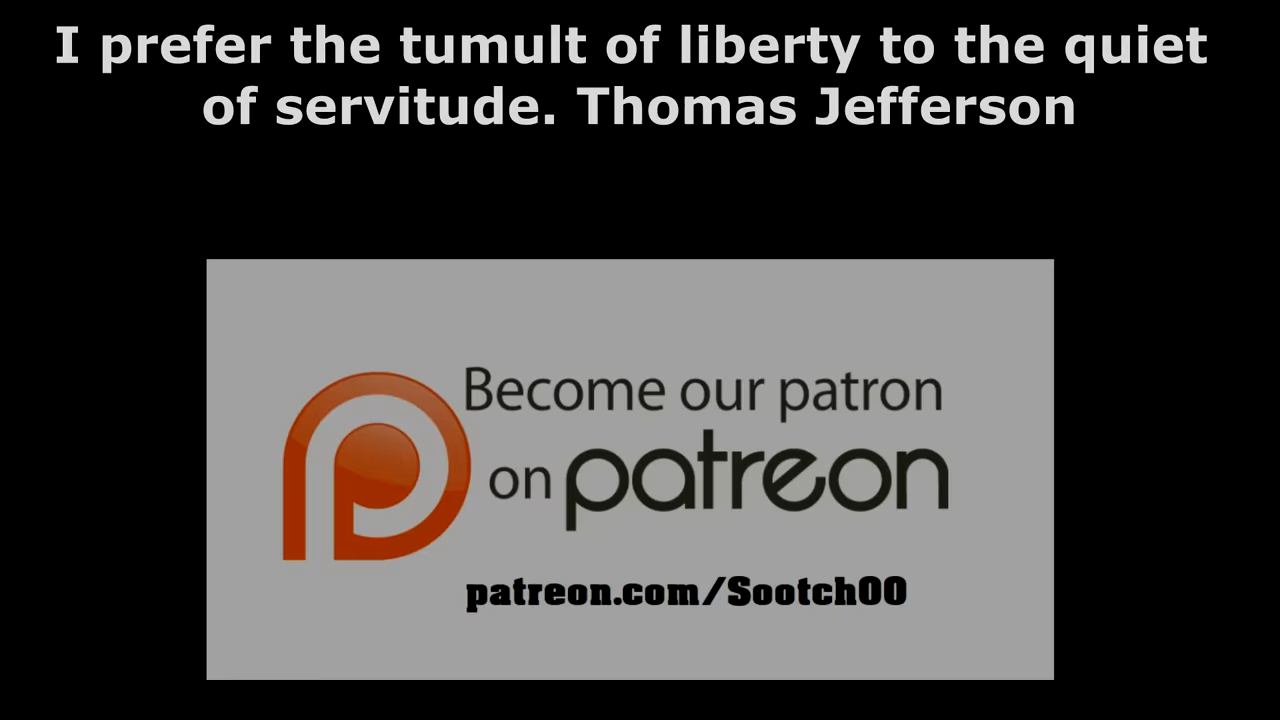 I prefer the tumult of liberty to the quiet
of servitude. Thomas Jefferson
Become our patron
on patreon
patreon.com/Sootch00